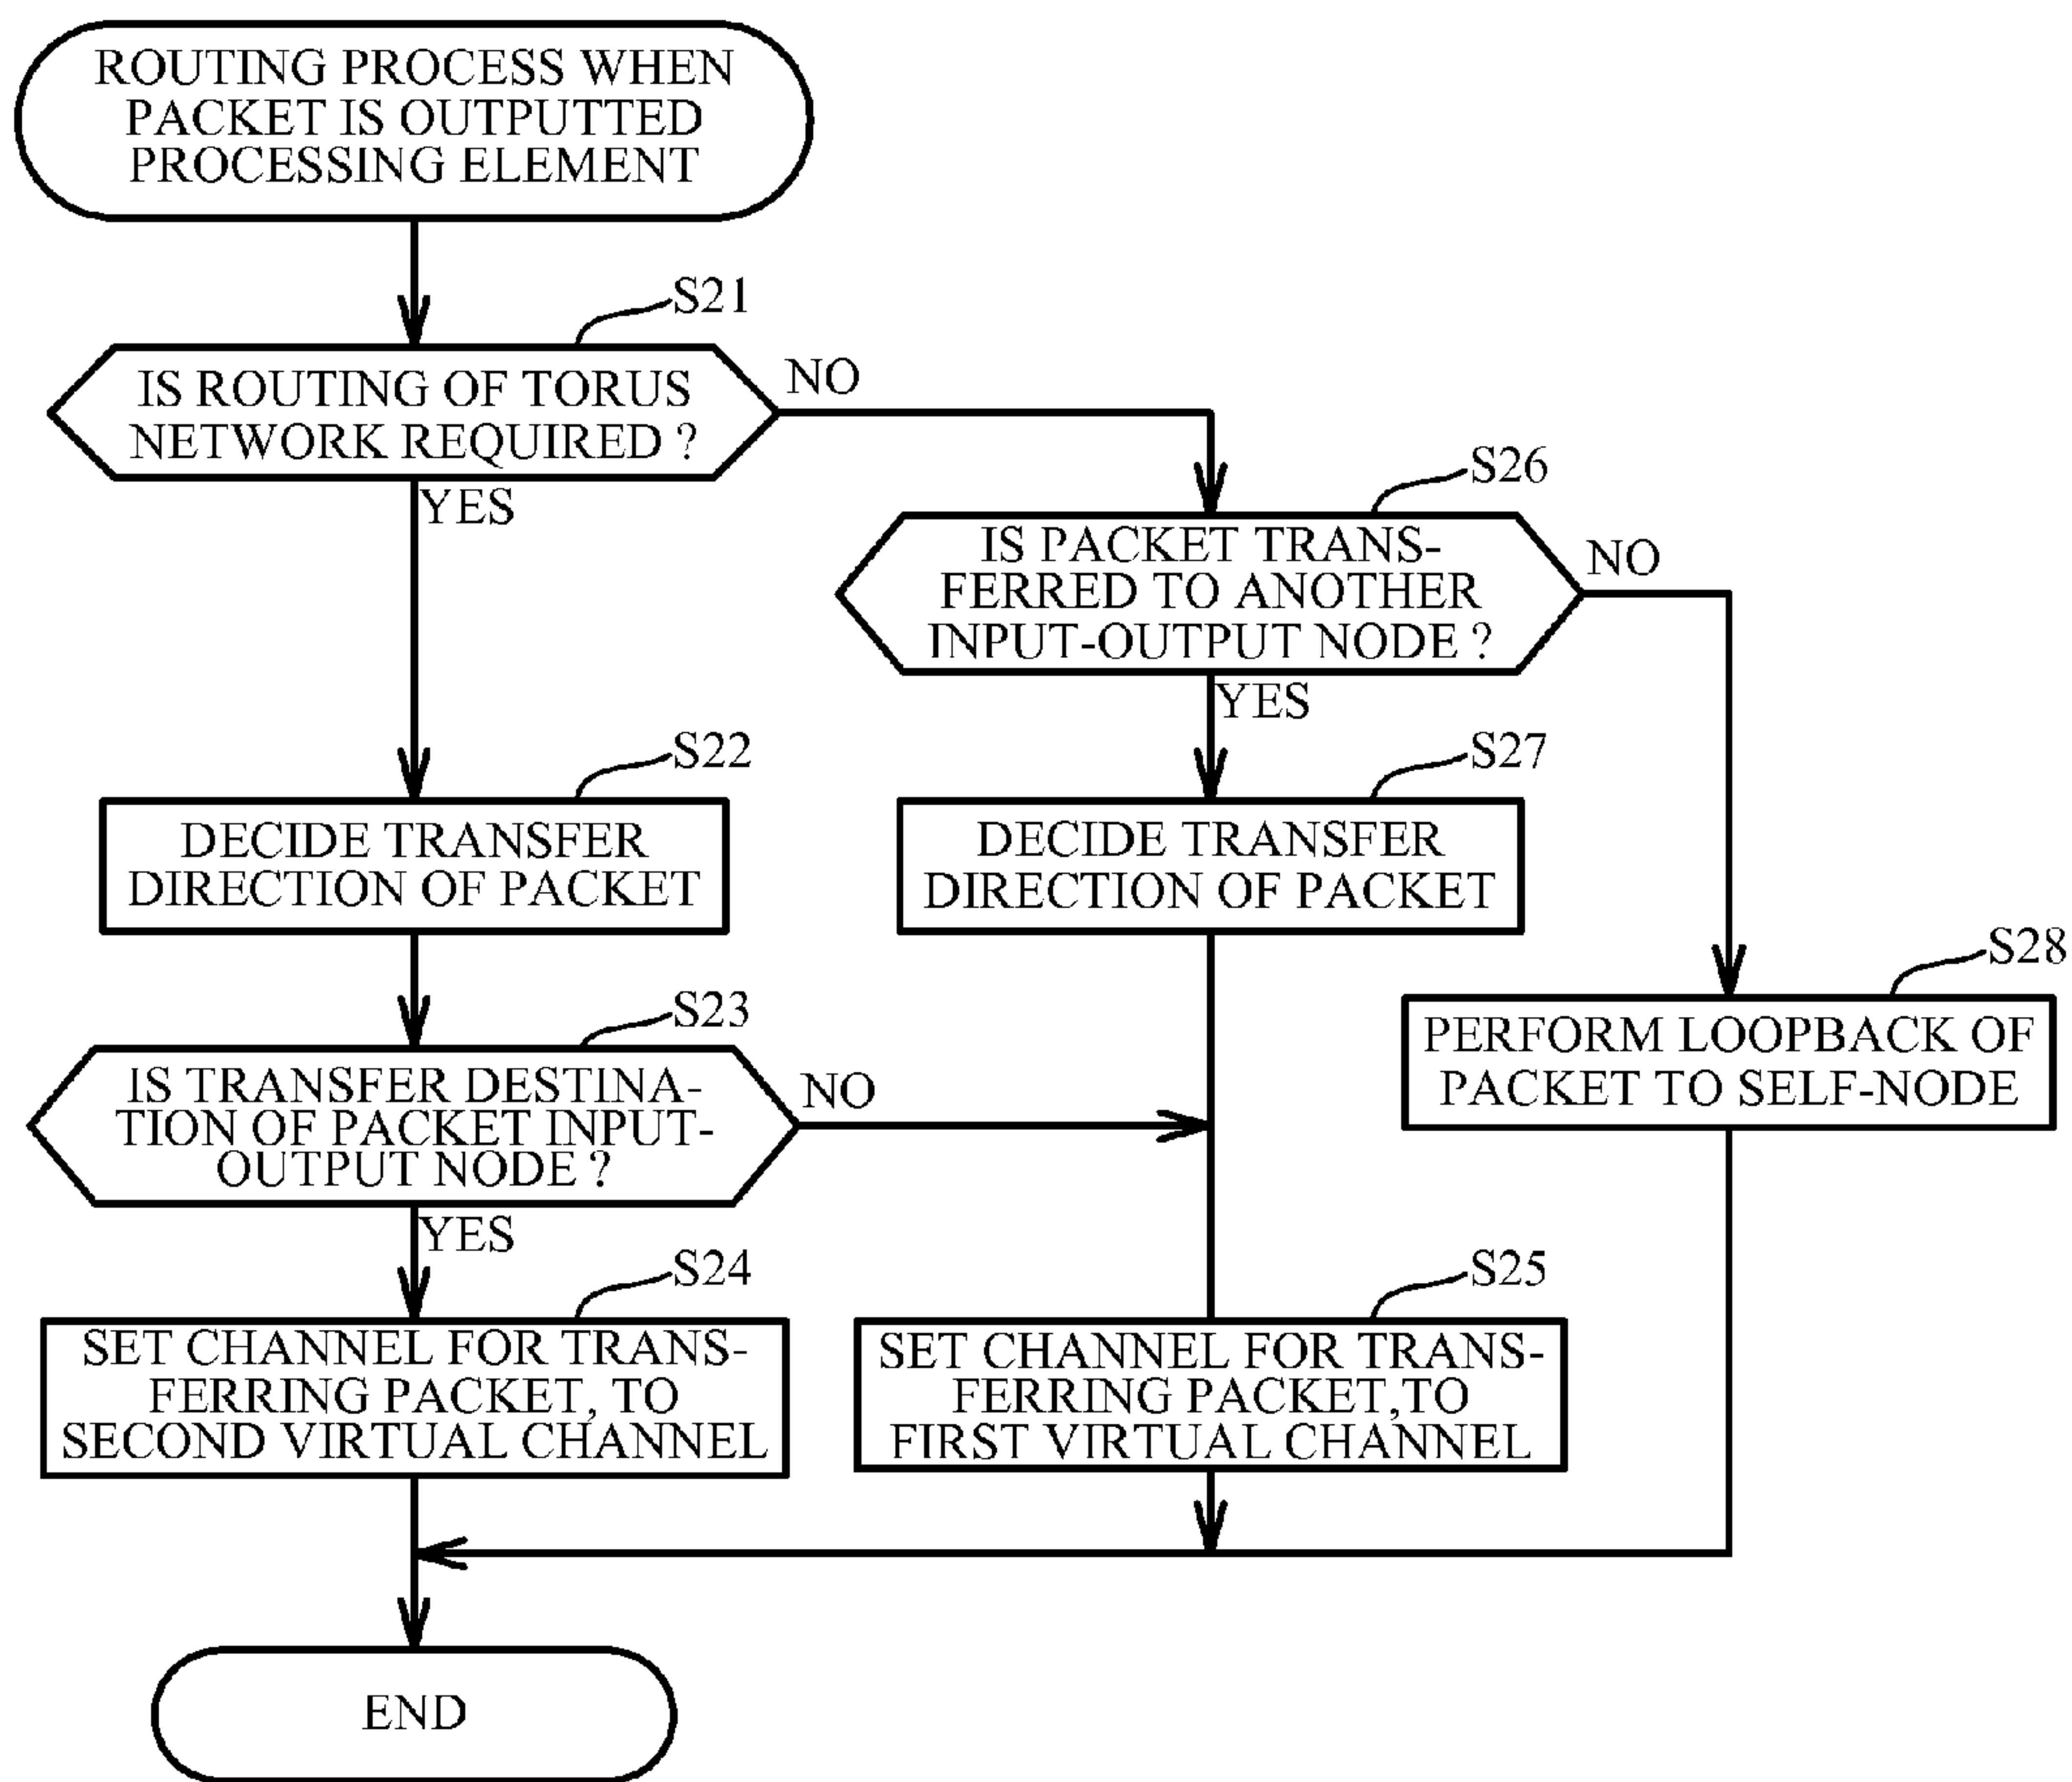 ROUTING PROCESS WHEN
PACKET IS OUTPUTTED
PROCESSING ELEMENT
S21
IS ROUTING OF TORUS
NETWORK REQUIRED ?
NO
YES
S26
IS PACKET TRANS-
FERRED TO ANOTHER
INPUT-OUTPUT NODE ?
NO
YES
S22
DECIDE TRANSFER
DIRECTION OF PACKET
S27
DECIDE TRANSFER
DIRECTION OF PACKET
S28
PERFORM LOOPBACK OF
PACKET TO SELF-NODE
S23
IS TRANSFER DESTINA-
TION OF PACKET INPUT-
OUTPUT NODE ?
NO
YES
S24
SET CHANNEL FOR TRANS-
FERRING PACKET, TO
SECOND VIRTUAL CHANNEL
S25
SET CHANNEL FOR TRANS-
FERRING PACKET,TO
FIRST VIRTUAL CHANNEL
END